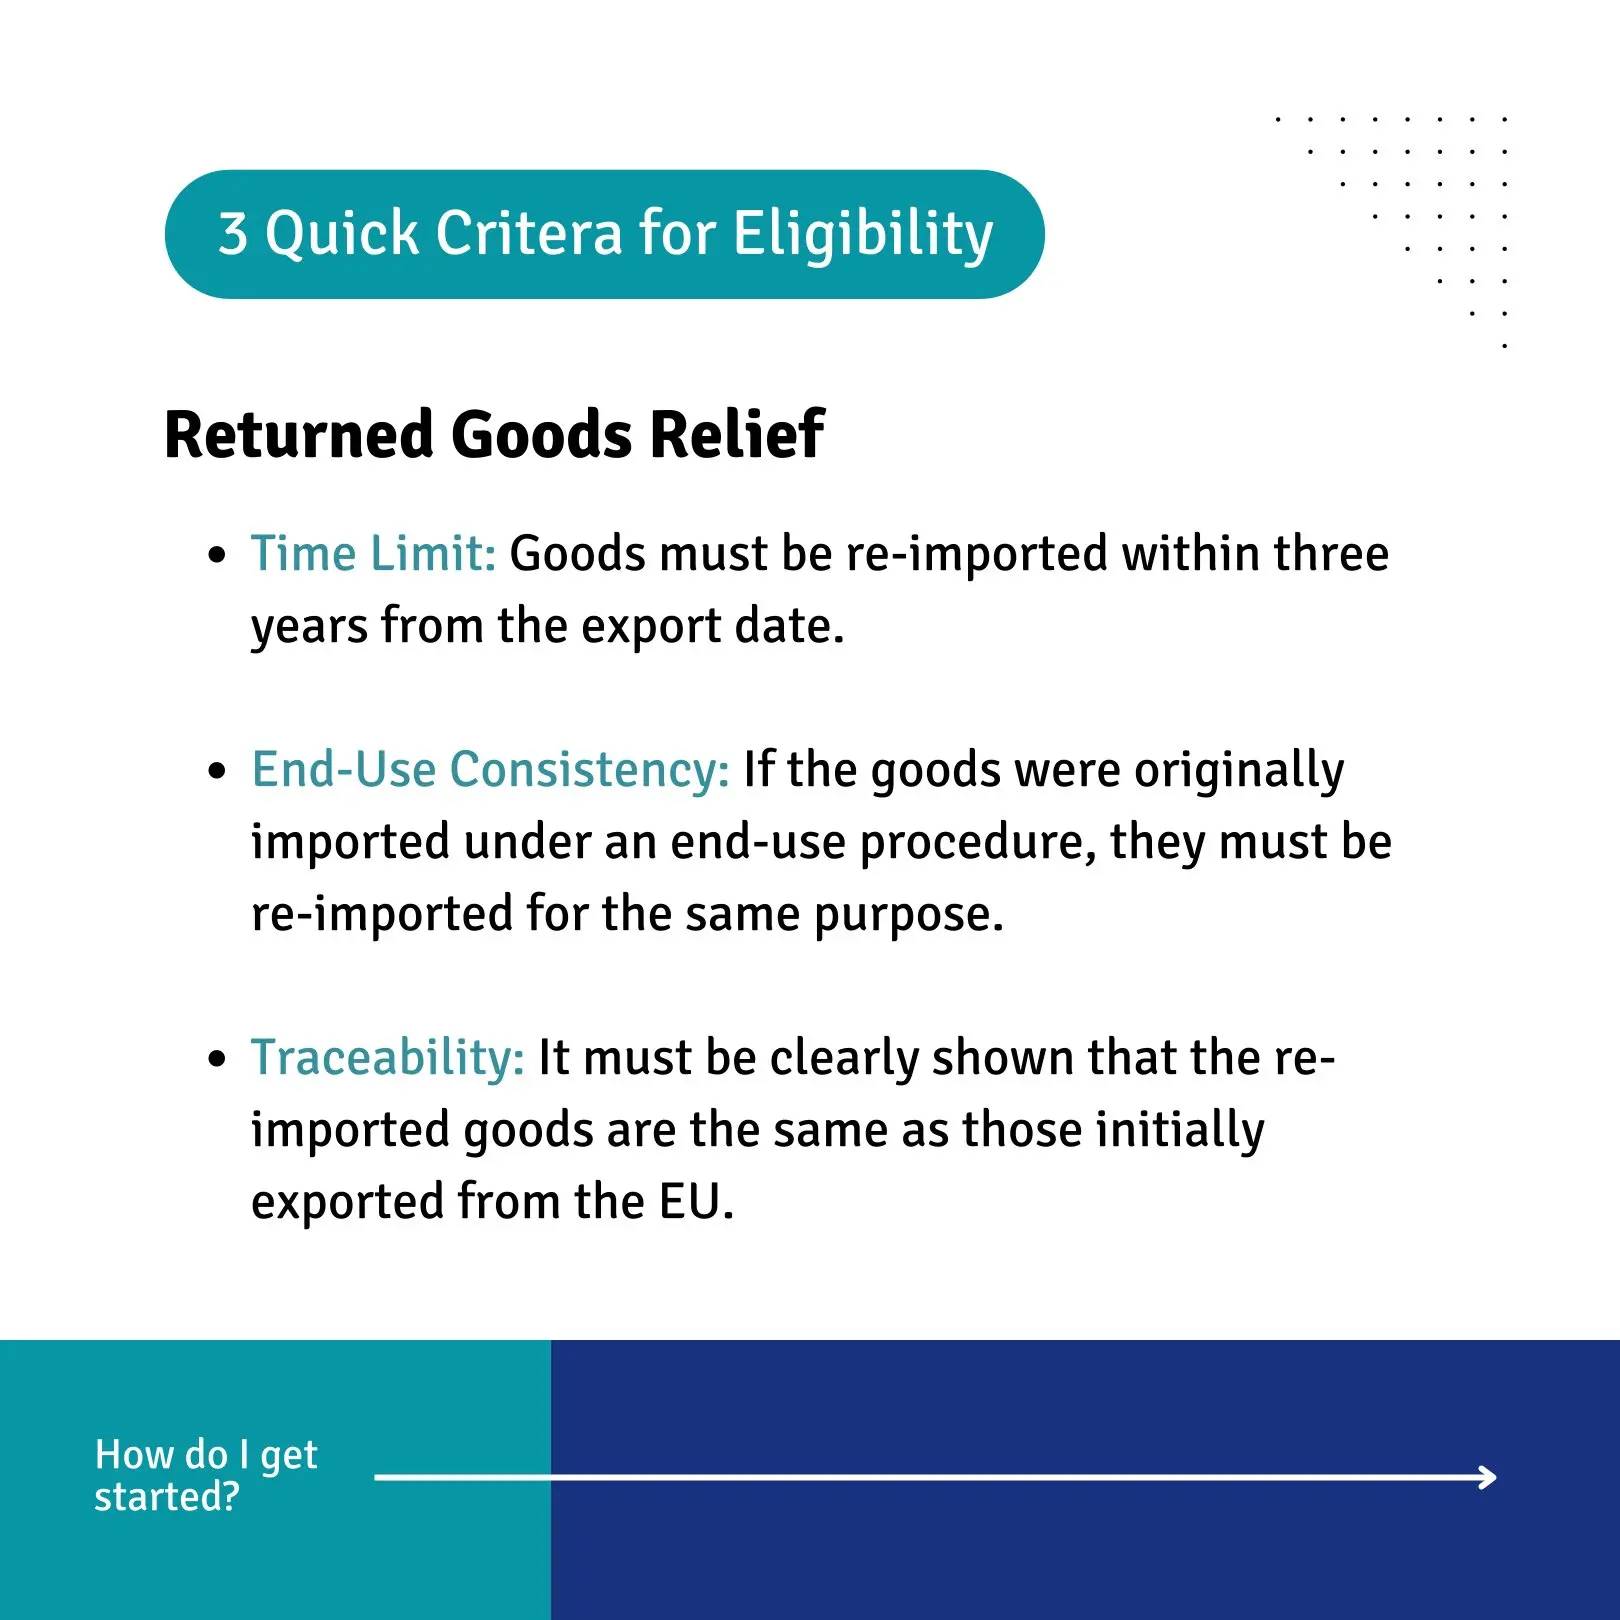 3 Quick Critera for Eligibility
Returned Goods Relief
• Time Limit: Goods must be re-imported within three
years from the export date.
• End-Use Consistency: If the goods were originally
imported under an end-use procedure, they must be
re-imported for the same purpose.
• Traceability: It must be clearly shown that the re-
imported goods are the same as those initially
exported from the EU.
How do I get
started?